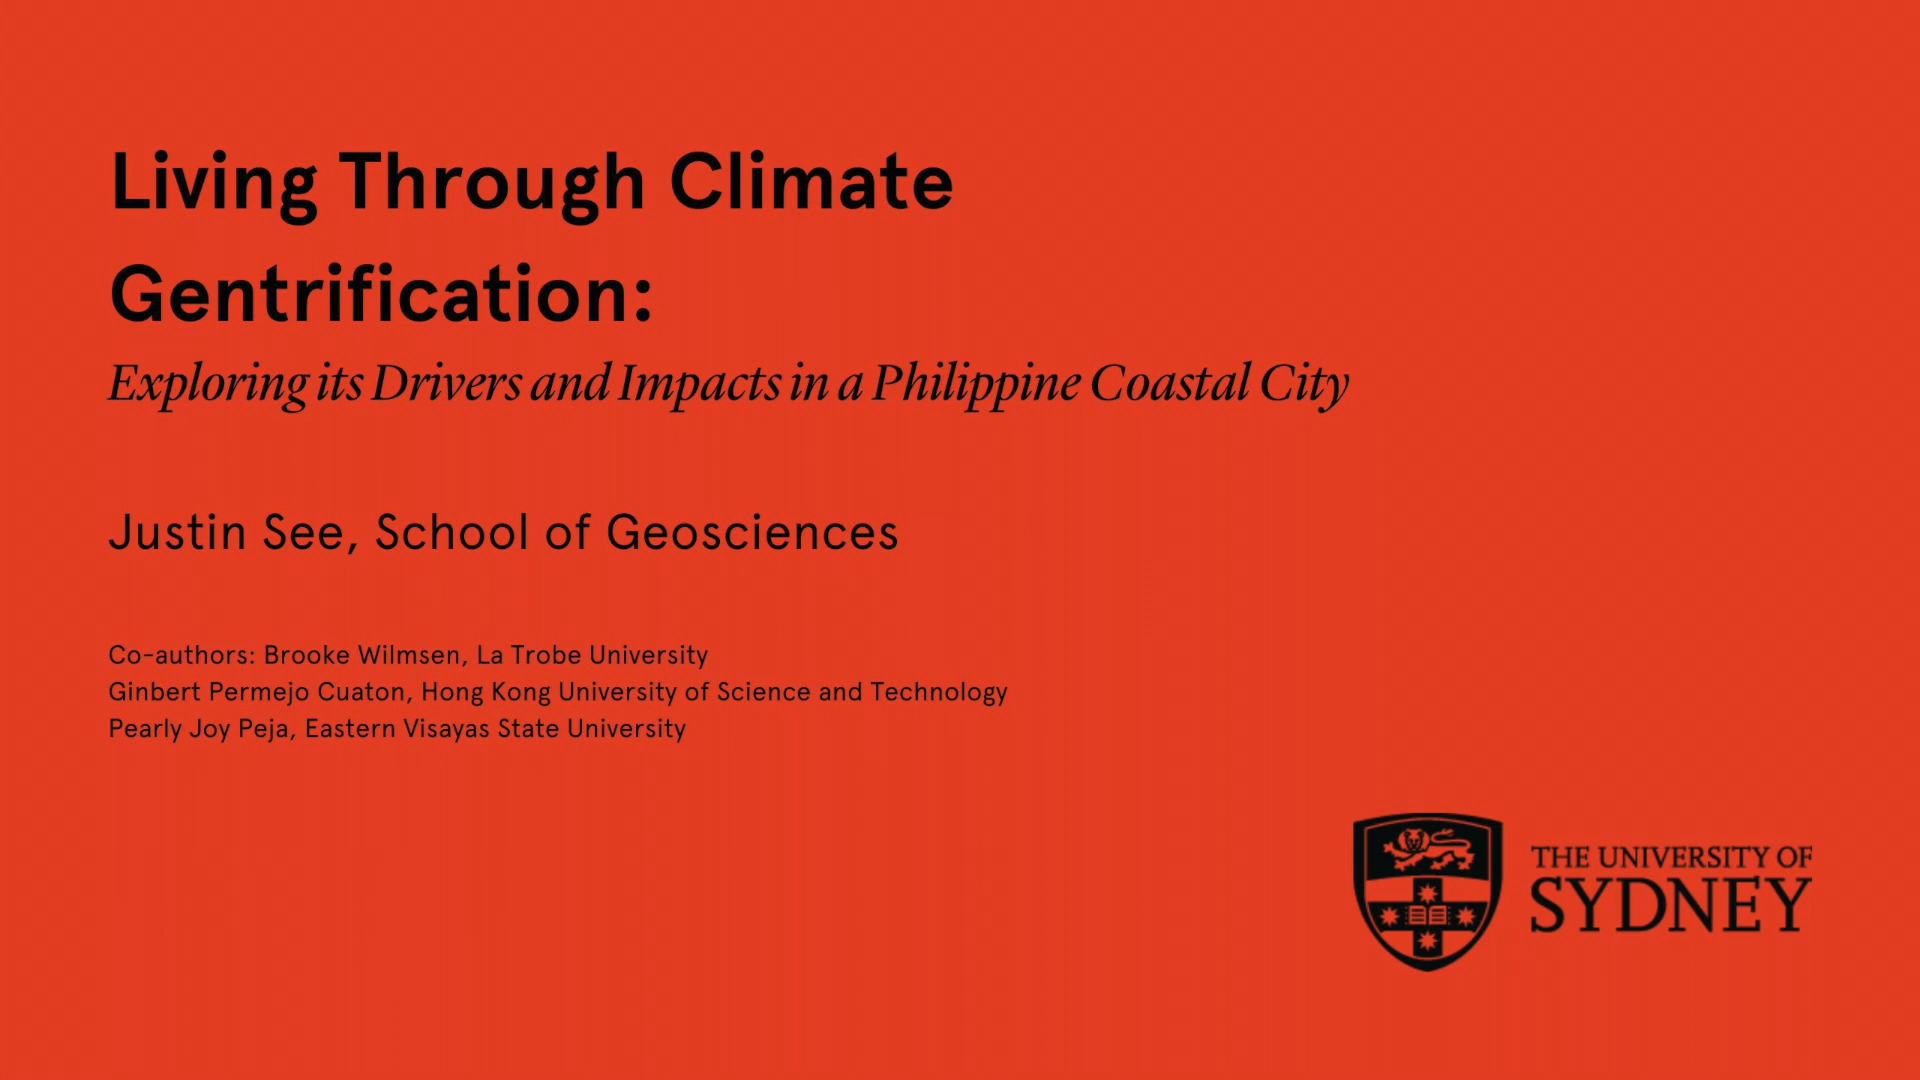 Living Through Climate
Gentrification:
Exploring its Drivers and Impacts in a Philippine Coastal City
Justin See, School of Geosciences
Co-authors: Brooke Wilmsen, La Trobe University
Ginbert Permejo Cuaton, Hong Kong University of Science and Technology
Pearly Joy Peja, Eastern Visayas State University
THE UNIVERSITY OF
SYDNEY